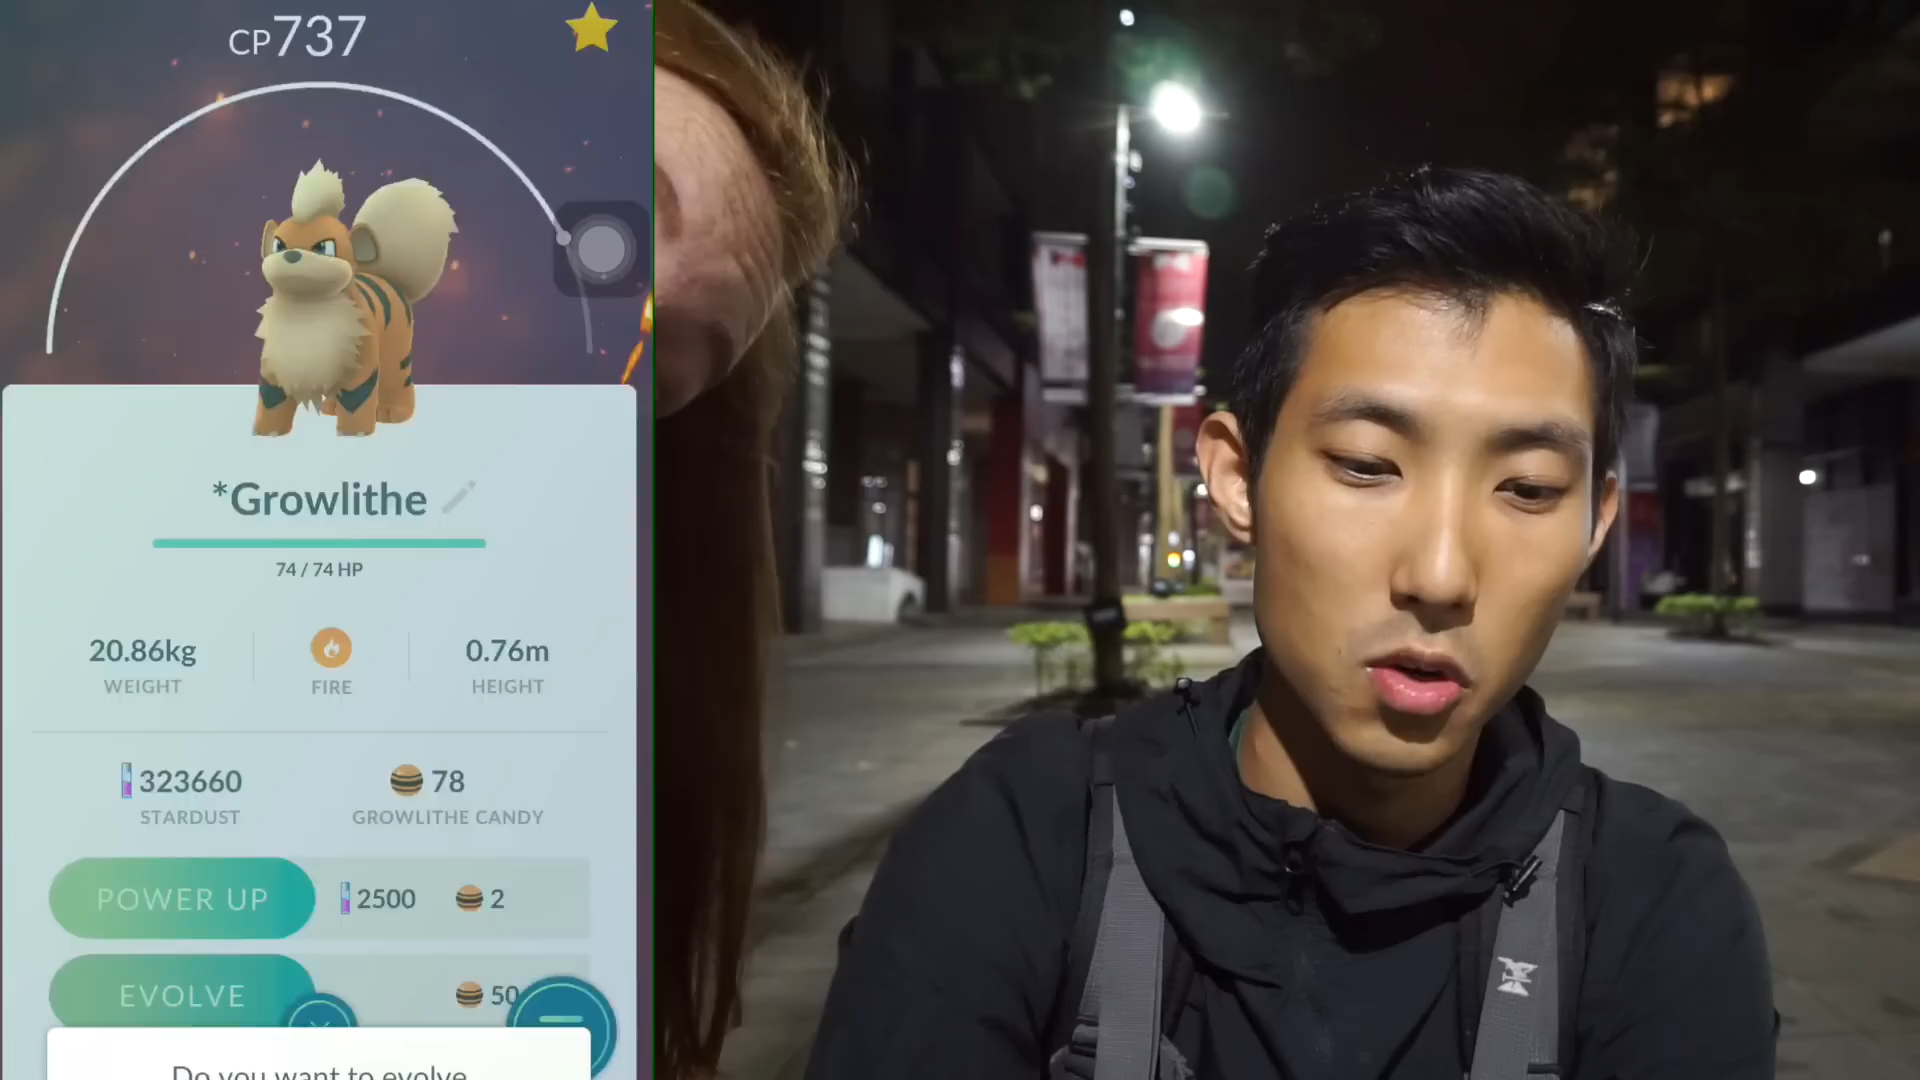 CP737
*Growlithe
74 / 74 HP
20.86kg
WEIGHT
FIRE
0.76m
HEIGHT
323660
STARDUST
78
GROWLITHE CANDY
POWER UP
2500
2
EVOLVE
50
Do you want to evolve